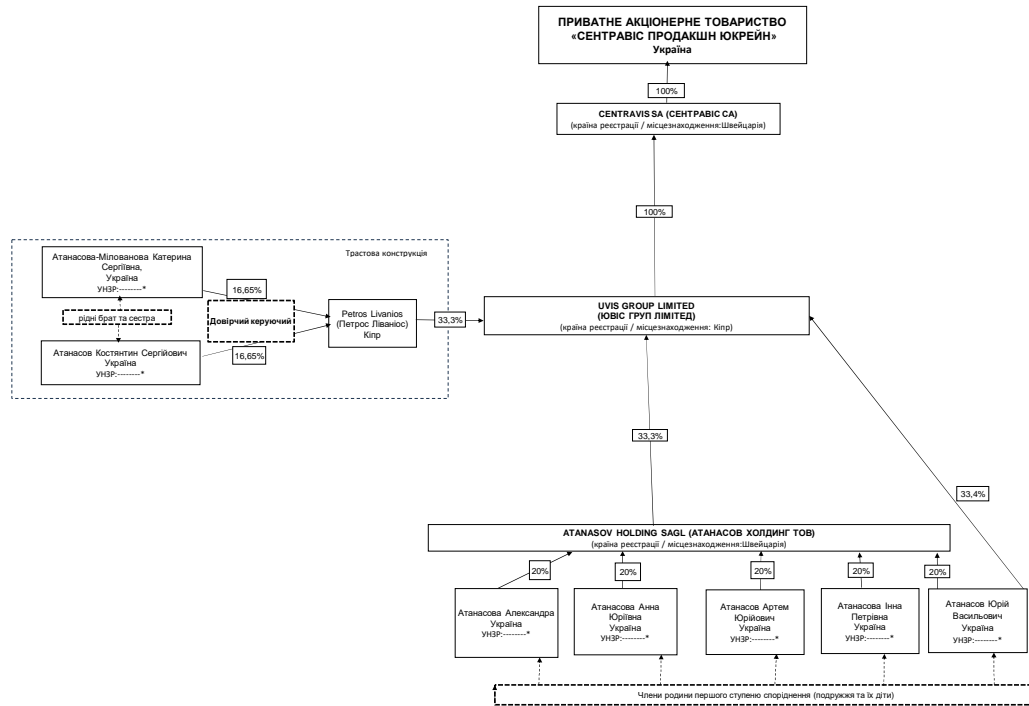 ПРИВАТНЕ АКЦІОНЕРНЕ ТОВАРИСТВО
«СЕНТРАВІС ПРОДАКШН ЮКРЕЙН»
Україна
100%
CENTRAVIS SA (СЕНТРАВІС СА)
(країна реєстрації / місцезнаходження:Швейцарія)
100%
Трастова конструкція
Атанасова-Мілованова Катерина
Сергіївна,
Україна
УНЗР:--------*
16,65%
рідні брат та сестра
Довірчий керуючий
Petros Livanios
(Петрос Ліваніос)
Кіпр
33,3%
UVIS GROUP LIMITED
(ЮВІС ГРУП ЛІМІТЕД)
(країна реєстрації / місцезнаходження: Кіпр)
Атанасов Костянтин Сергійович
Україна
УНЗР:--------*
16,65%
33,3%
33,4%
ATANASOV HOLDING SAGL (АТАНАСОВ ХОЛДИНГ ТОВ)
(країна реєстрації / місцезнаходження:Швейцарія)
20%
20%
20%
20%
20%
Атанасова Александра
Україна
УНЗР:--------*
Атанасова Анна
Юріївна
Україна
УНЗР:--------*
Атанасов Артем
Юрійович
Україна
УНЗР:--------*
Атанасова Інна
Петрівна
Україна
УНЗР:--------*
Атанасов Юрій
Васильович
Україна
УНЗР:--------*
Члени родини першого ступеню споріднення (подружжя та їх діти)